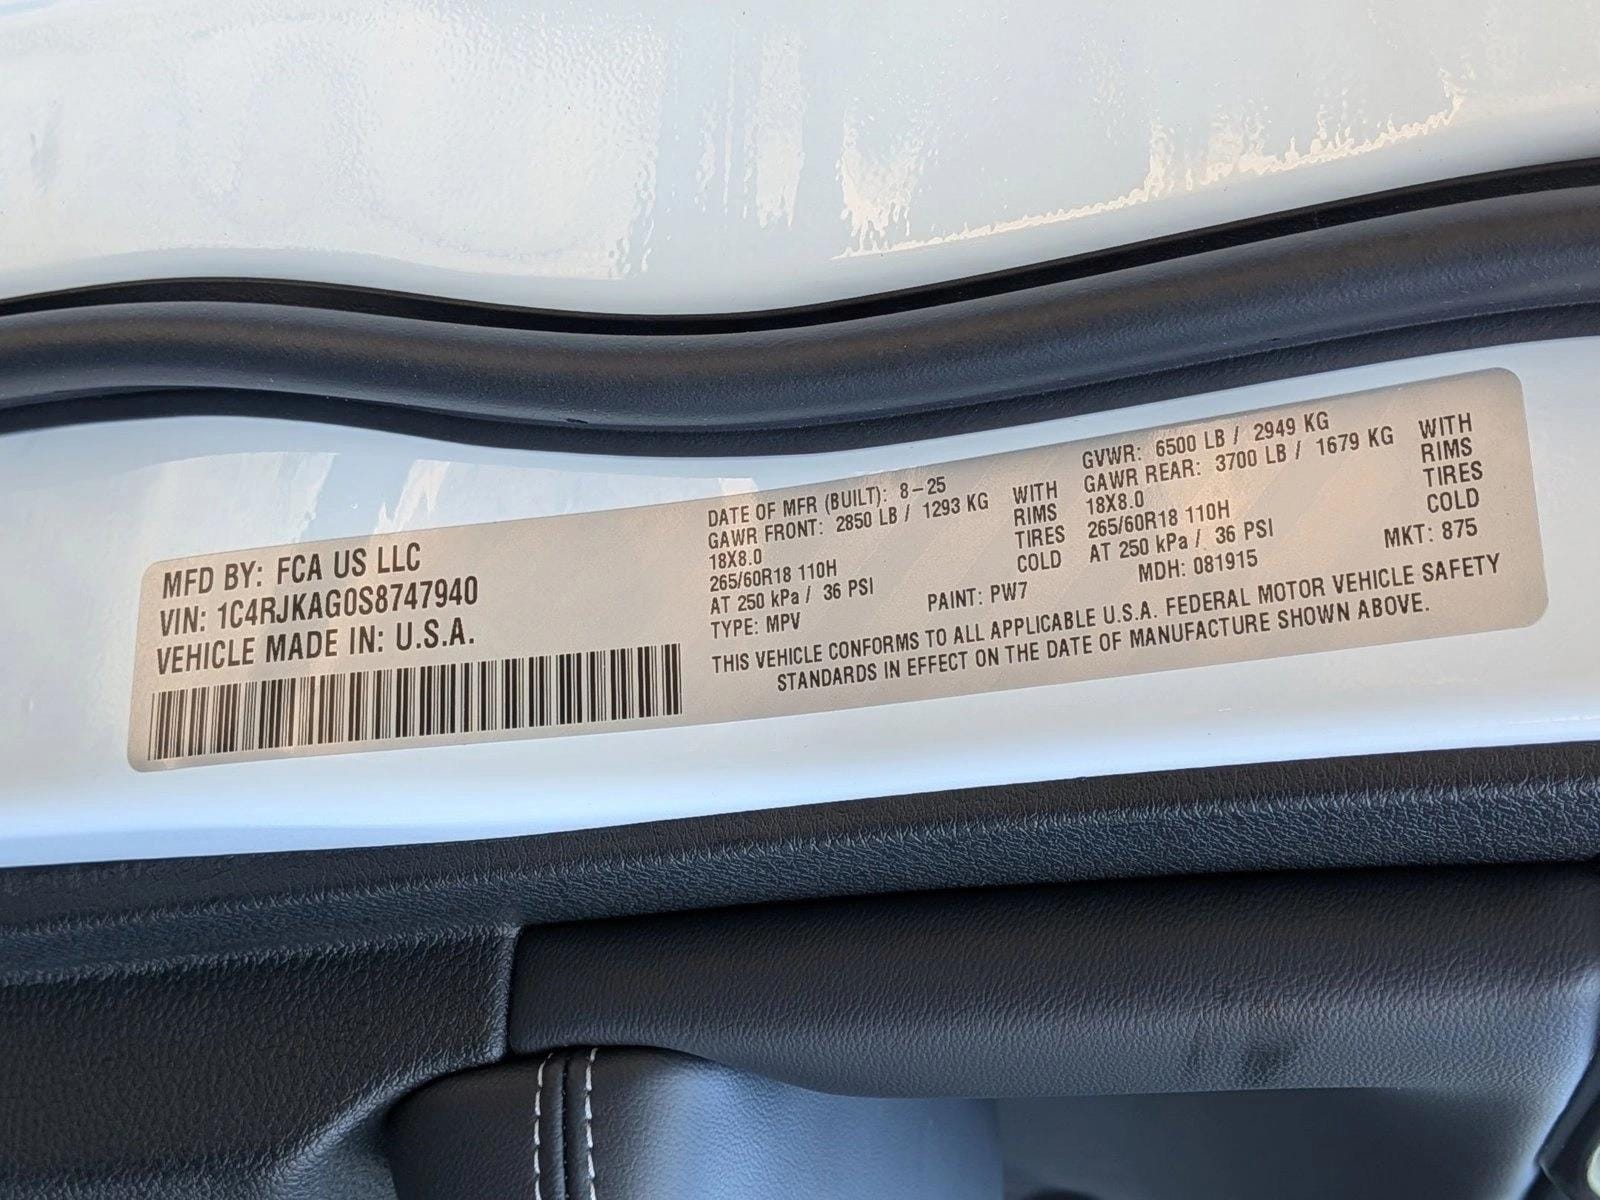 MFD BY: FCA US LLC
VIN: 1C4RJKAG0S8747940
VEHICLE MADE IN: U.S.A.
DATE OF MFR (BUILT): 8-25
GAWR FRONT: 2850 LB / 1293 KG WITH
18X8.0 RIMS
265/60R18 110H TIRES
AT 250 kPa / 36 PSI COLD
TYPE: MPV
PAINT: PW7
GVWR: 6500 LB / 2949 KG
GAWR REAR: 3700 LB / 1679 KG WITH
18X8.0 RIMS
265/60R18 110H TIRES
AT 250 kPa / 36 PSI COLD
MDH: 081915 MKT: 875
THIS VEHICLE CONFORMS TO ALL APPLICABLE U.S.A. FEDERAL MOTOR VEHICLE SAFETY
STANDARDS IN EFFECT ON THE DATE OF MANUFACTURE SHOWN ABOVE.